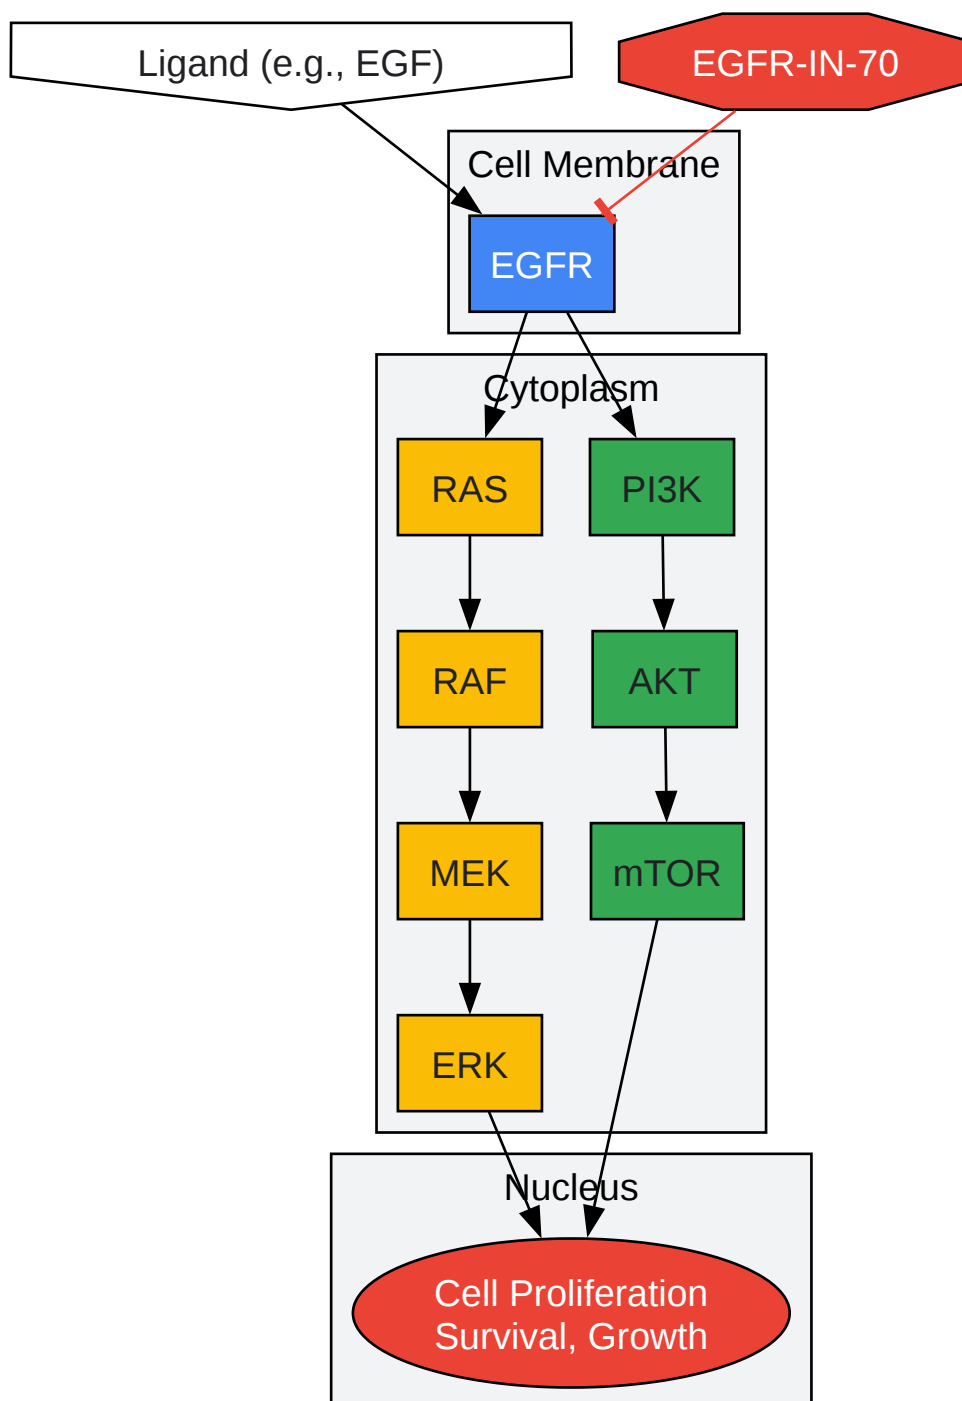 Ligand (e.g., EGF)
EGFR-IN-70
Cell Membrane
EGFR
Cytoplasm
RAS
PI3K
RAF
AKT
MEK
mTOR
ERK
Nucleus
Cell Proliferation
Survival, Growth